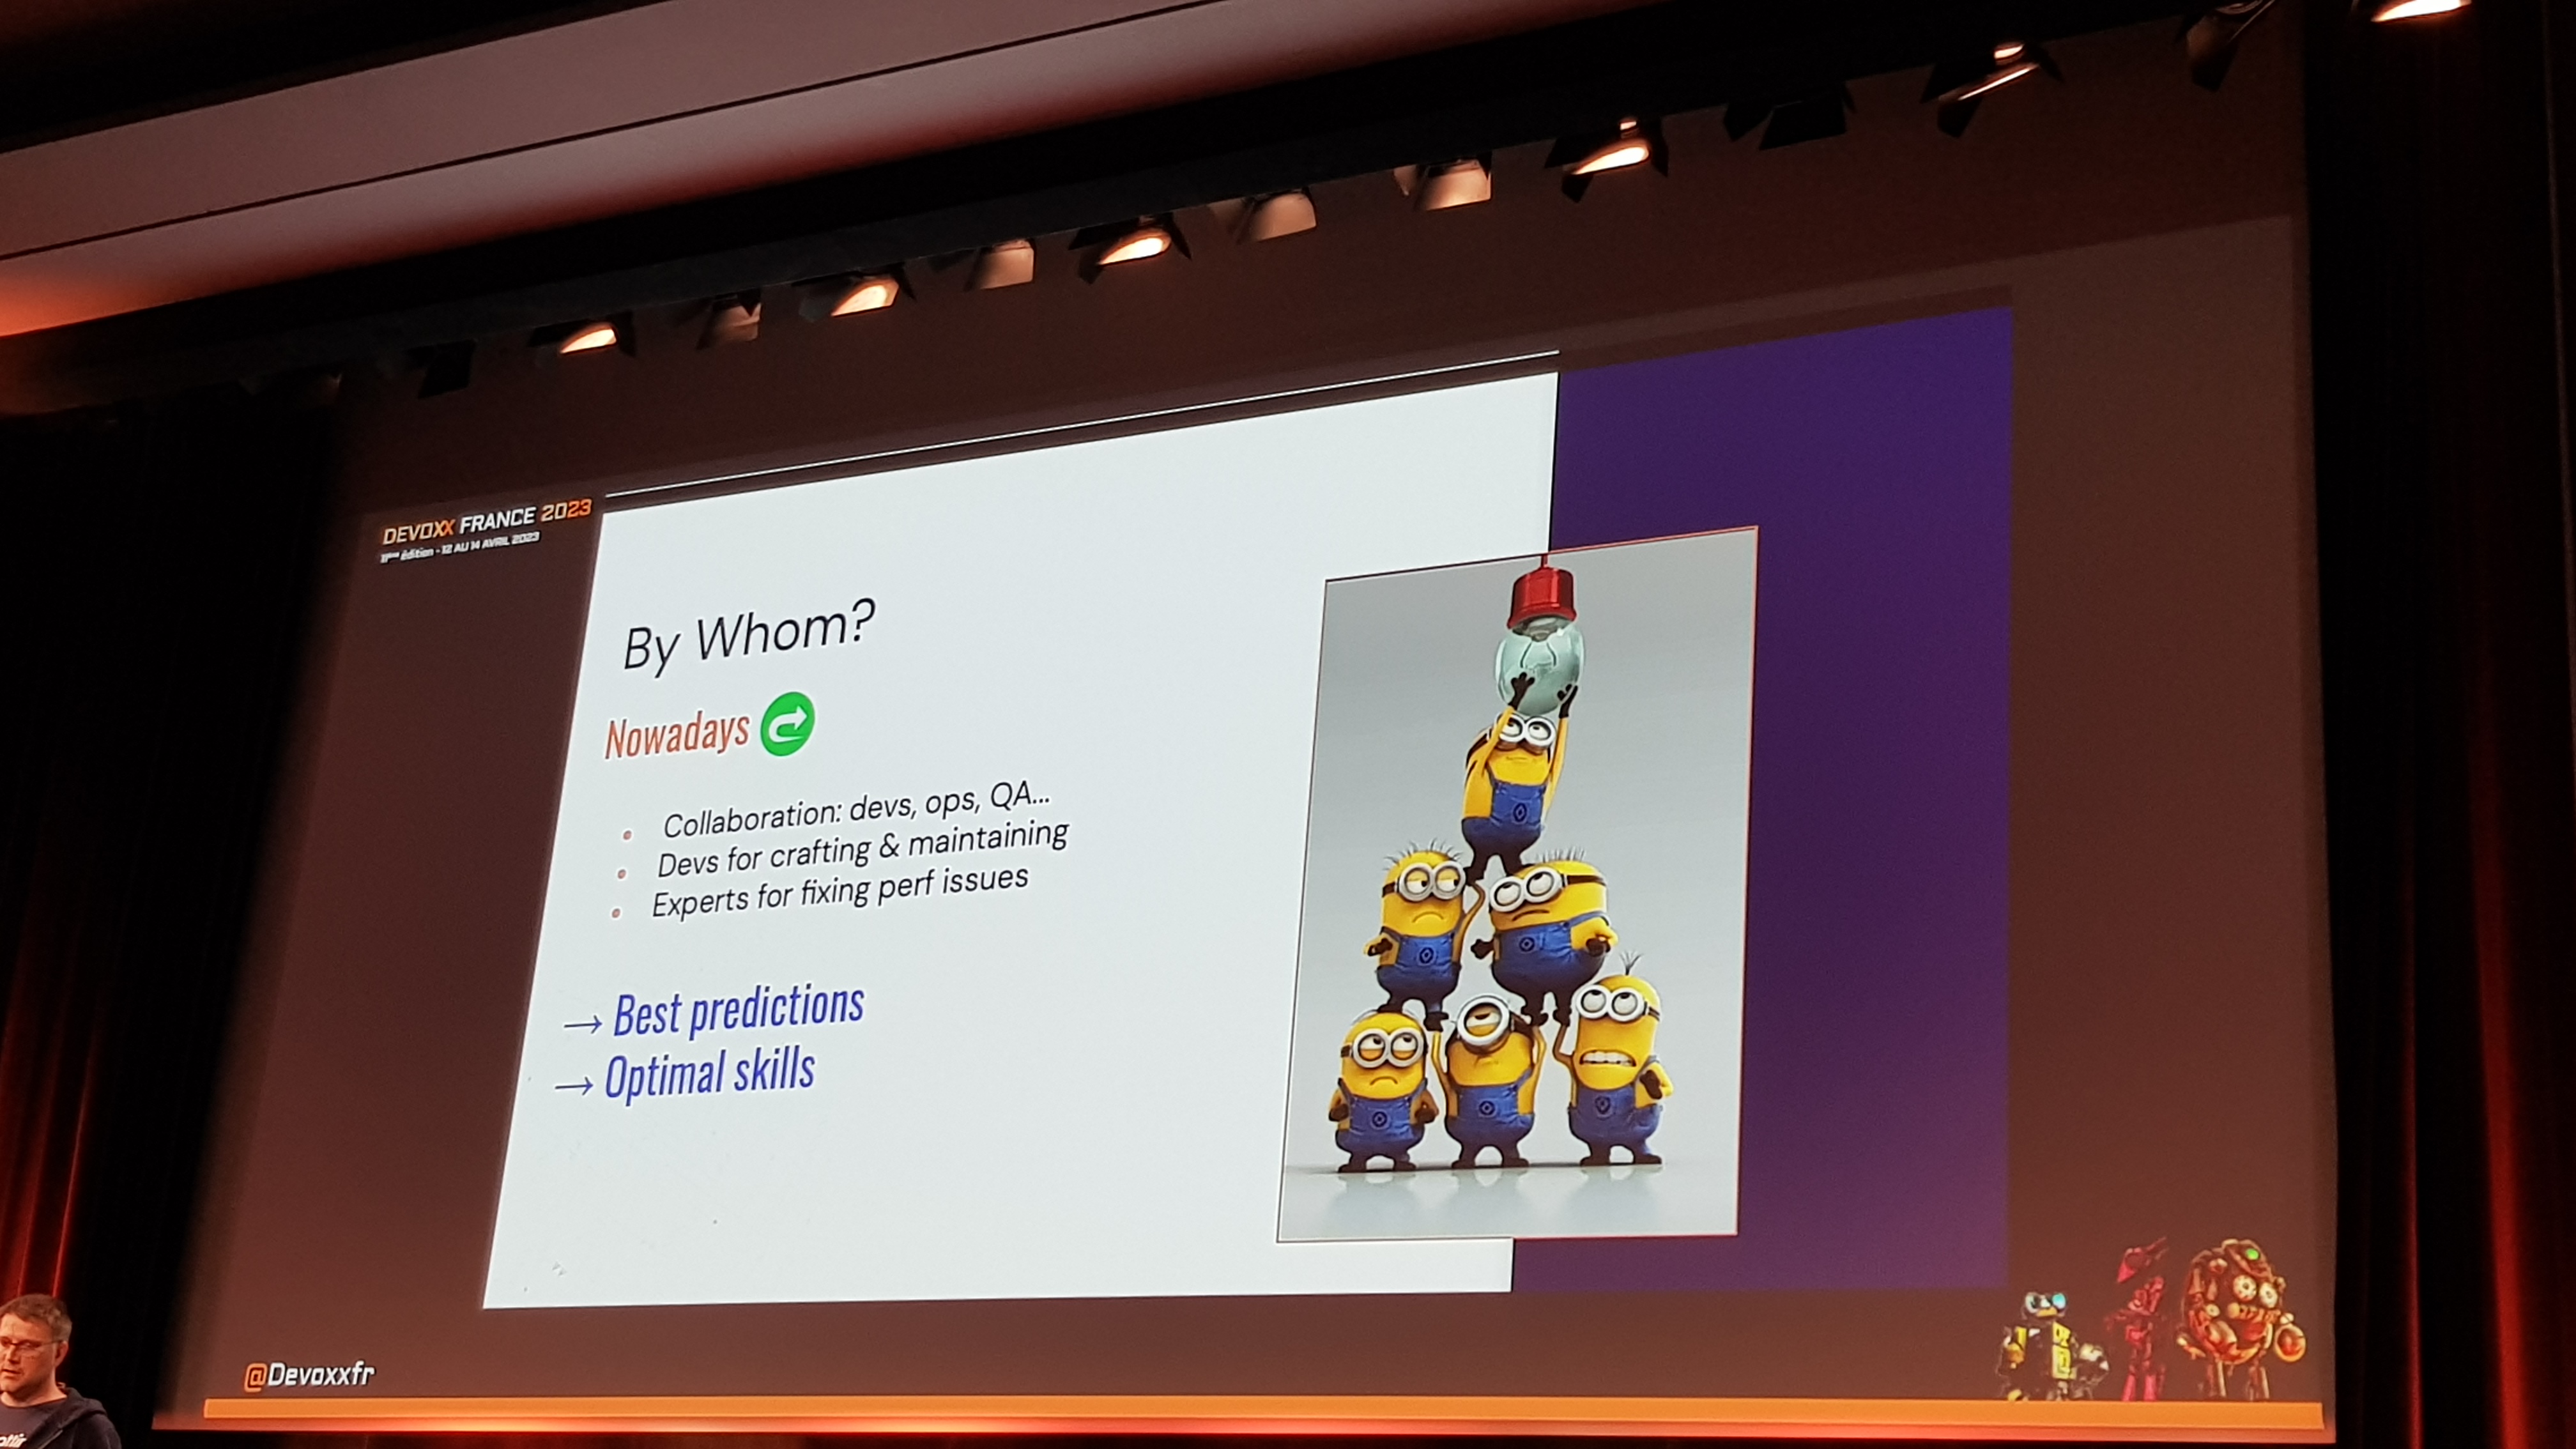 DEVOXX FRANCE 2023
11ème édition - 12 AU 14 AVRIL 2023
By Whom?
Nowadays
• Collaboration: devs, ops, QA...
• Devs for crafting & maintaining
• Experts for fixing perf issues
→ Best predictions
→ Optimal skills
@Devoxxfr